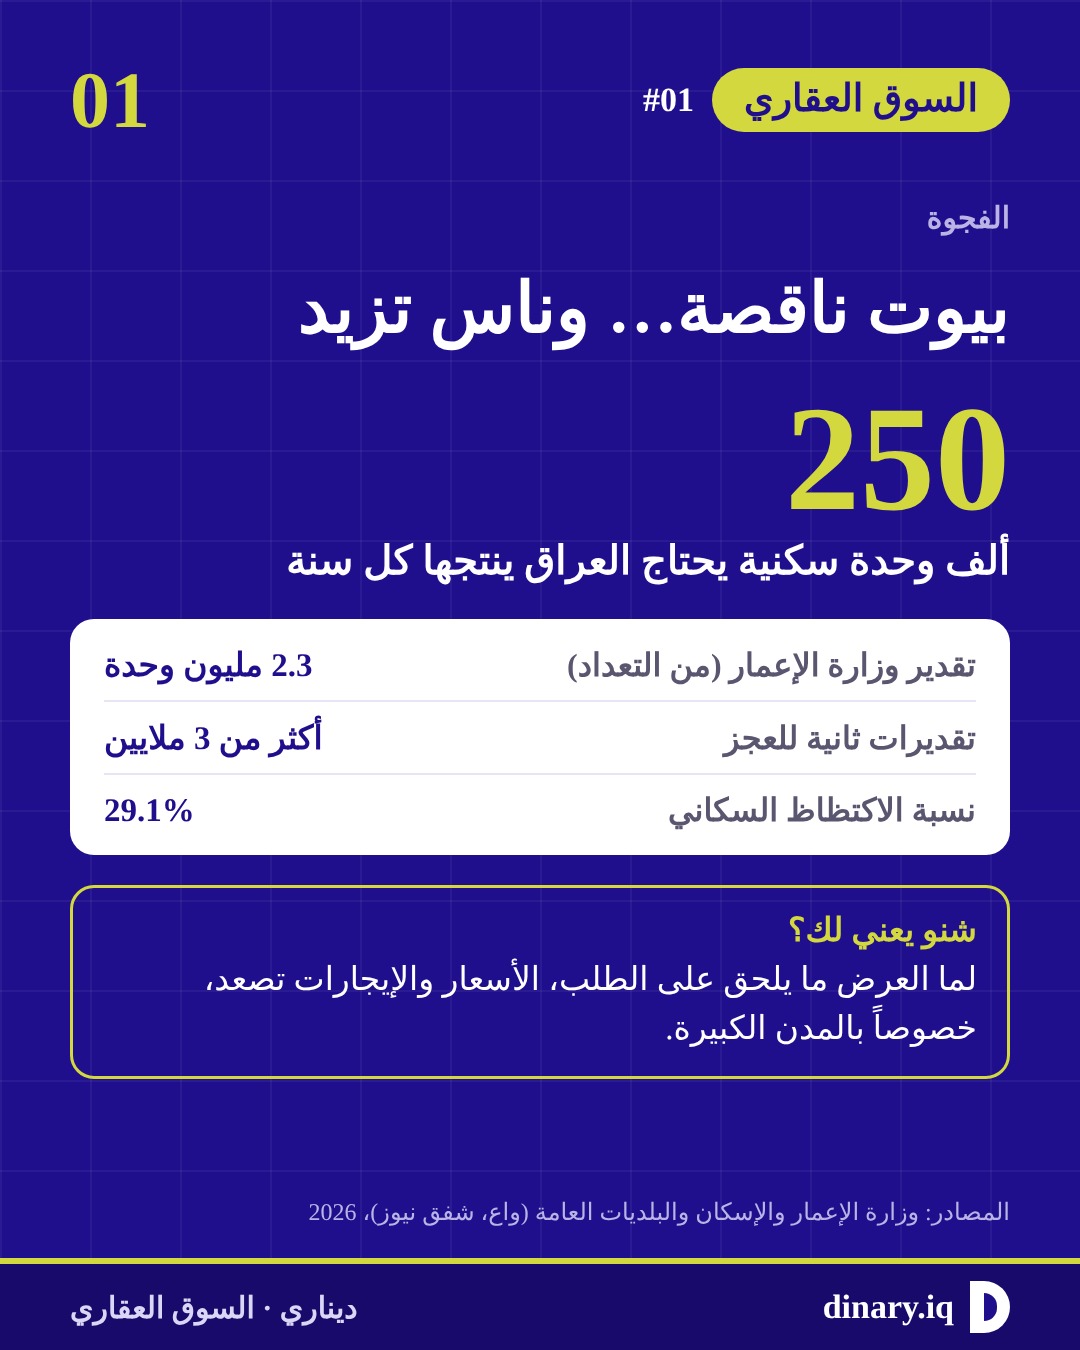 السوق العقاري #01
01
الفجوة
بيوت ناقصة... وناس تزيد
250
ألف وحدة سكنية يحتاج العراق ينتجها كل سنة
تقدير وزارة الإعمار (من التعداد) 2.3 مليون وحدة
تقديرات ثانية للعجز أكثر من 3 ملايين
نسبة الاكتظاظ السكاني 29.1%
شنو يعني لك؟
لما العرض ما يلحق على الطلب، الأسعار والإيجارات تصعد،
خصوصاً بالمدن الكبيرة.
المصادر: وزارة الإعمار والإسكان والبلديات العامة (واع، شفق نيوز)، 2026
dinary.iq
ديناري · السوق العقاري